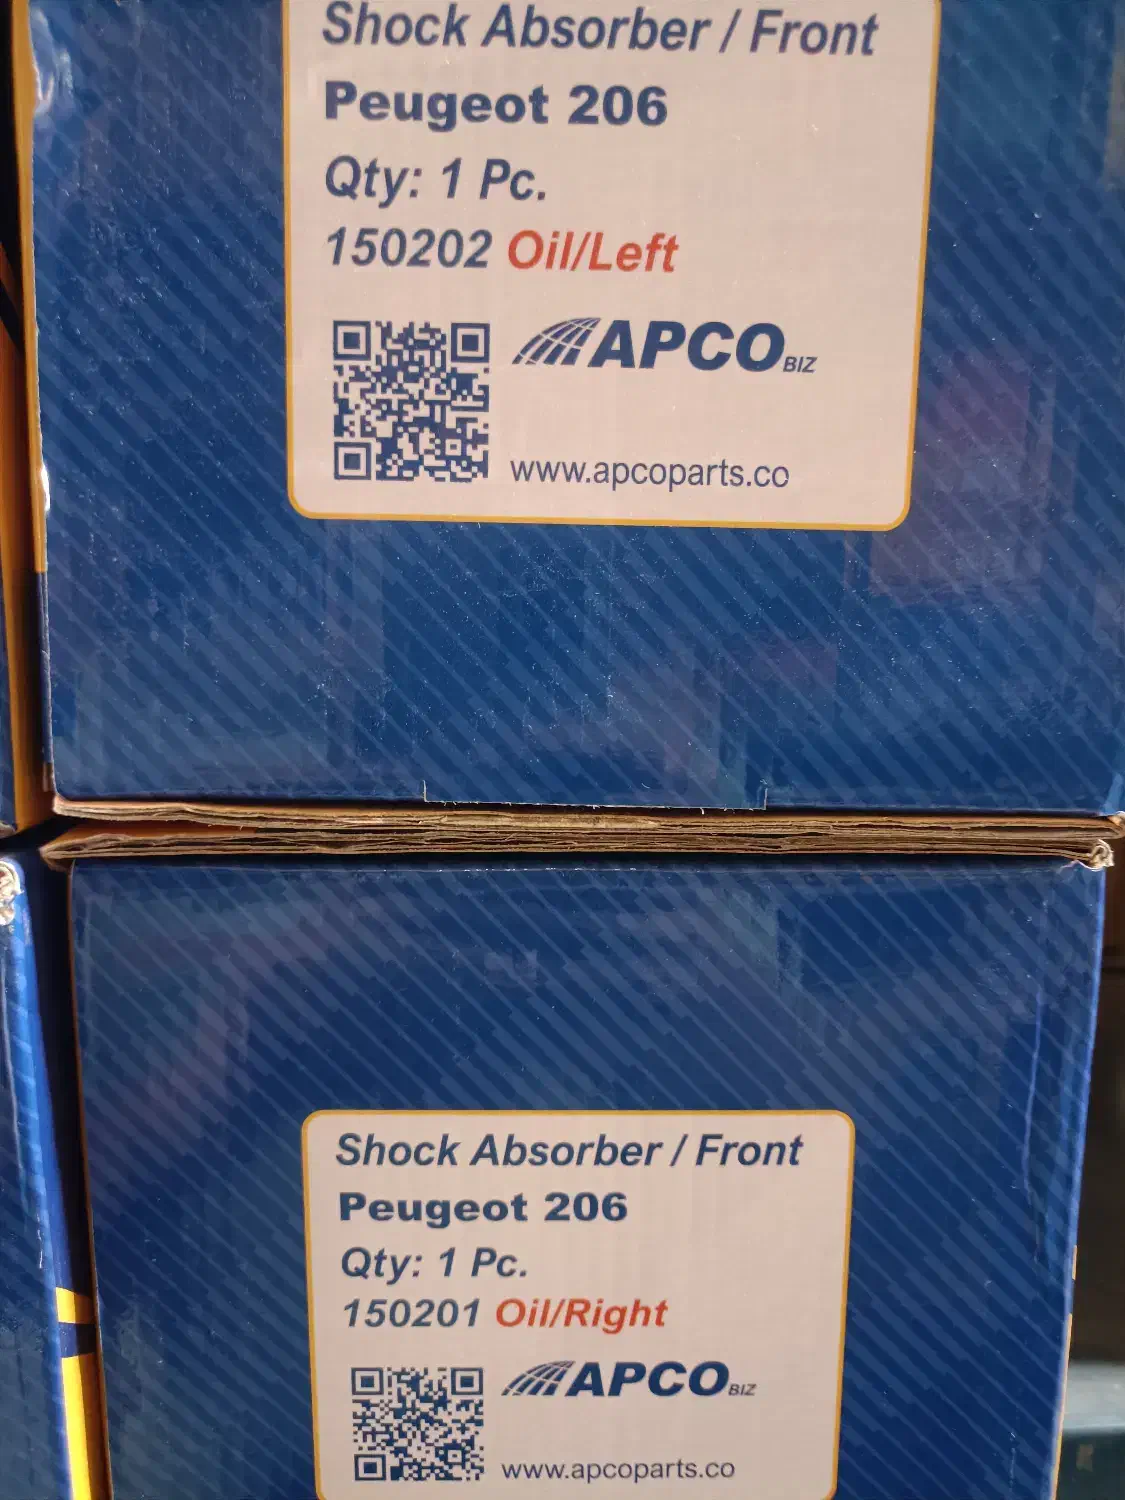 Shock Absorber / Front
Peugeot 206
Qty: 1 Pc.
150202 Oil/Left
APCO BIZ
www.apcoparts.co
Shock Absorber / Front
Peugeot 206
Qty: 1 Pc.
150201 Oil/Right
APCO BIZ
www.apcoparts.co